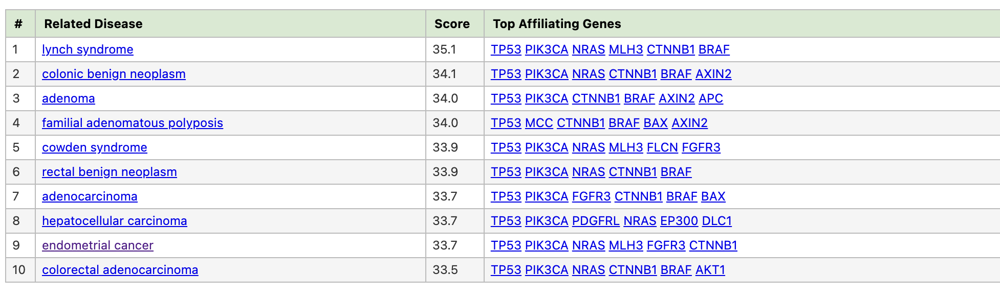 # Related Disease Score Top Affiliating Genes
1 lynch syndrome 35.1 TP53 PIK3CA NRAS MLH3 CTNNB1 BRAF
2 colonic benign neoplasm 34.1 TP53 PIK3CA NRAS CTNNB1 BRAF AXIN2
3 adenoma 34.0 TP53 PIK3CA CTNNB1 BRAF AXIN2 APC
4 familial adenomatous polyposis 34.0 TP53 MCC CTNNB1 BRAF BAX AXIN2
5 cowden syndrome 33.9 TP53 PIK3CA NRAS MLH3 FLCN FGFR3
6 rectal benign neoplasm 33.9 TP53 PIK3CA NRAS CTNNB1 BRAF
7 adenocarcinoma 33.7 TP53 PIK3CA FGFR3 CTNNB1 BRAF BAX
8 hepatocellular carcinoma 33.7 TP53 PIK3CA PDGFRL NRAS EP300 DLC1
9 endometrial cancer 33.7 TP53 PIK3CA NRAS MLH3 FGFR3 CTNNB1
10 colorectal adenocarcinoma 33.5 TP53 PIK3CA NRAS CTNNB1 BRAF AKT1